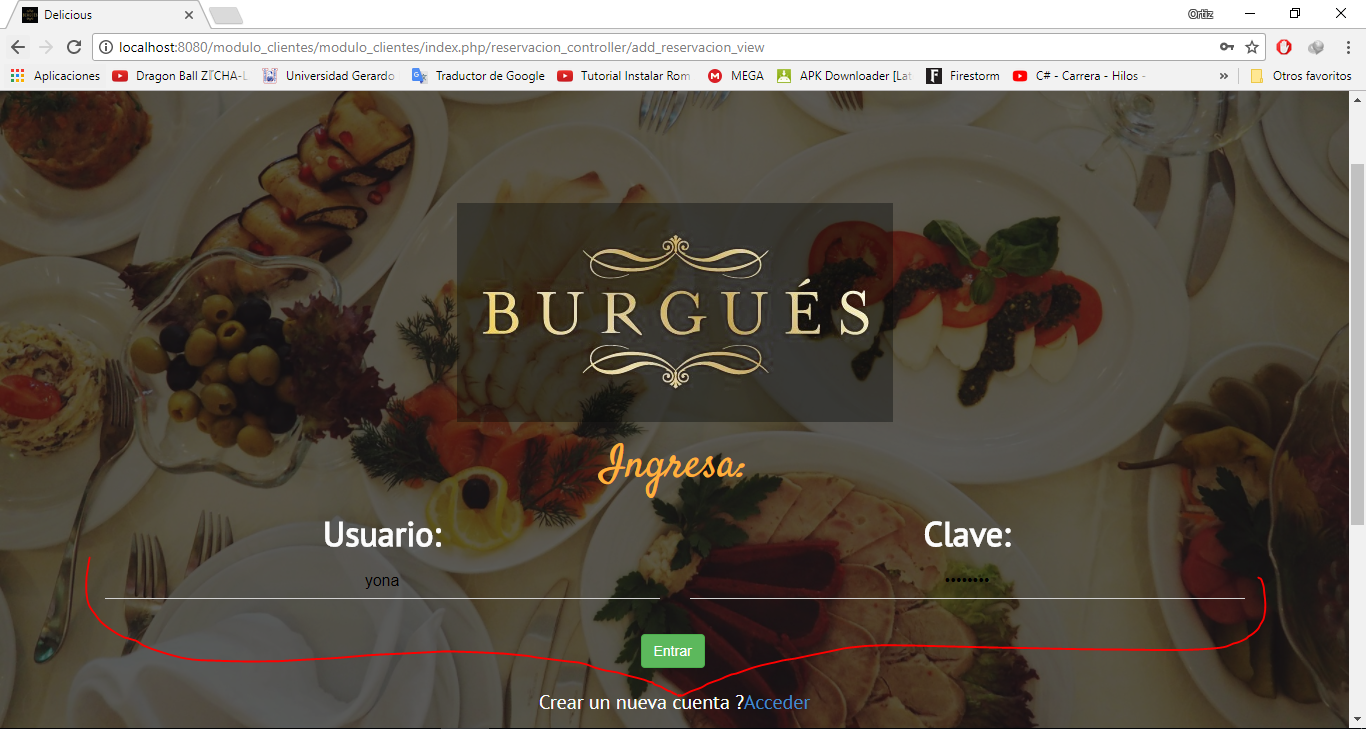 Delicious
Ortiz
localhost:8080/modulo_clientes/modulo_clientes/index.php/reservacion_controller/add_reservacion_view
Aplicaciones
Dragon Ball Z『CHA-L
Universidad Gerardo
Traductor de Google
Tutorial Instalar Rom
MEGA
APK Downloader [Lat
Firestorm
C# - Carrera - Hilos -
»
Otros favoritos
BURGUÉS
Ingresa:
Usuario:
Clave:
yona
••••••••
Entrar
Crear un nueva cuenta ?Acceder